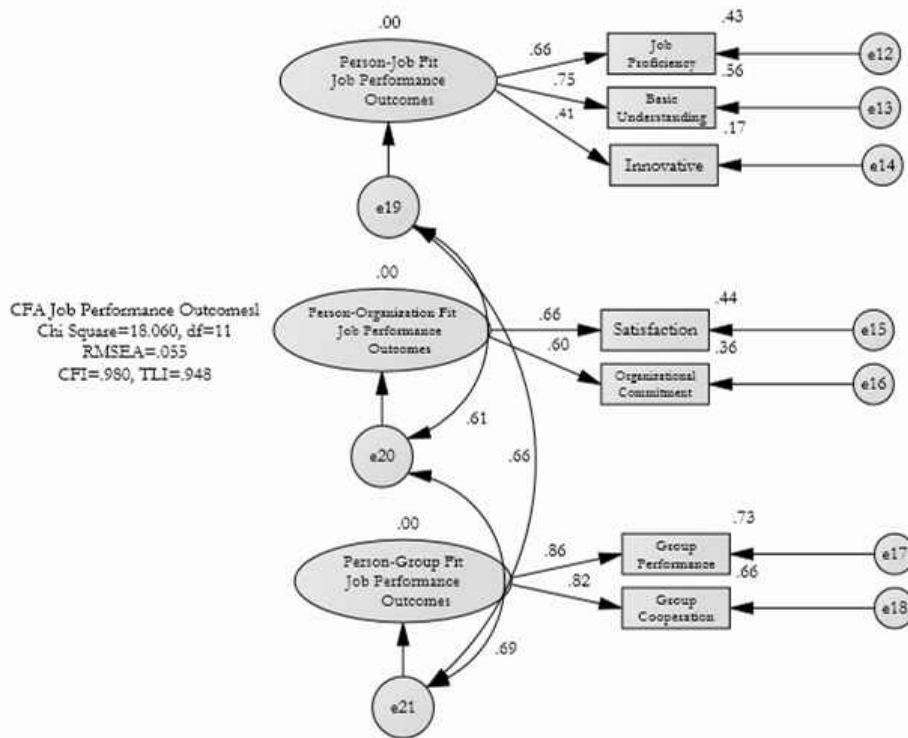 .00
.43
Person-Job Fit
Job Performance
Outcomes
.66
Job
Proficiency
e12
.75
.56
Basic
Understanding
e13
.41
.17
Innovative
e14
e19
.00
CFA Job Performance Outcomesl
Chi Square=18.060, df=11
RMSEA=.055
CFI=.980, TLI=.948
Person-Organization Fit
Job Performance
Outcomes
.44
.66
Satisfaction
e15
.60
.36
Organizational
Commitment
e16
.61
e20
.66
.00
.73
Person-Group Fit
Job Performance
Outcomes
.86
Group
Performance
e17
.82
.66
Group
Cooperation
e18
.69
e21